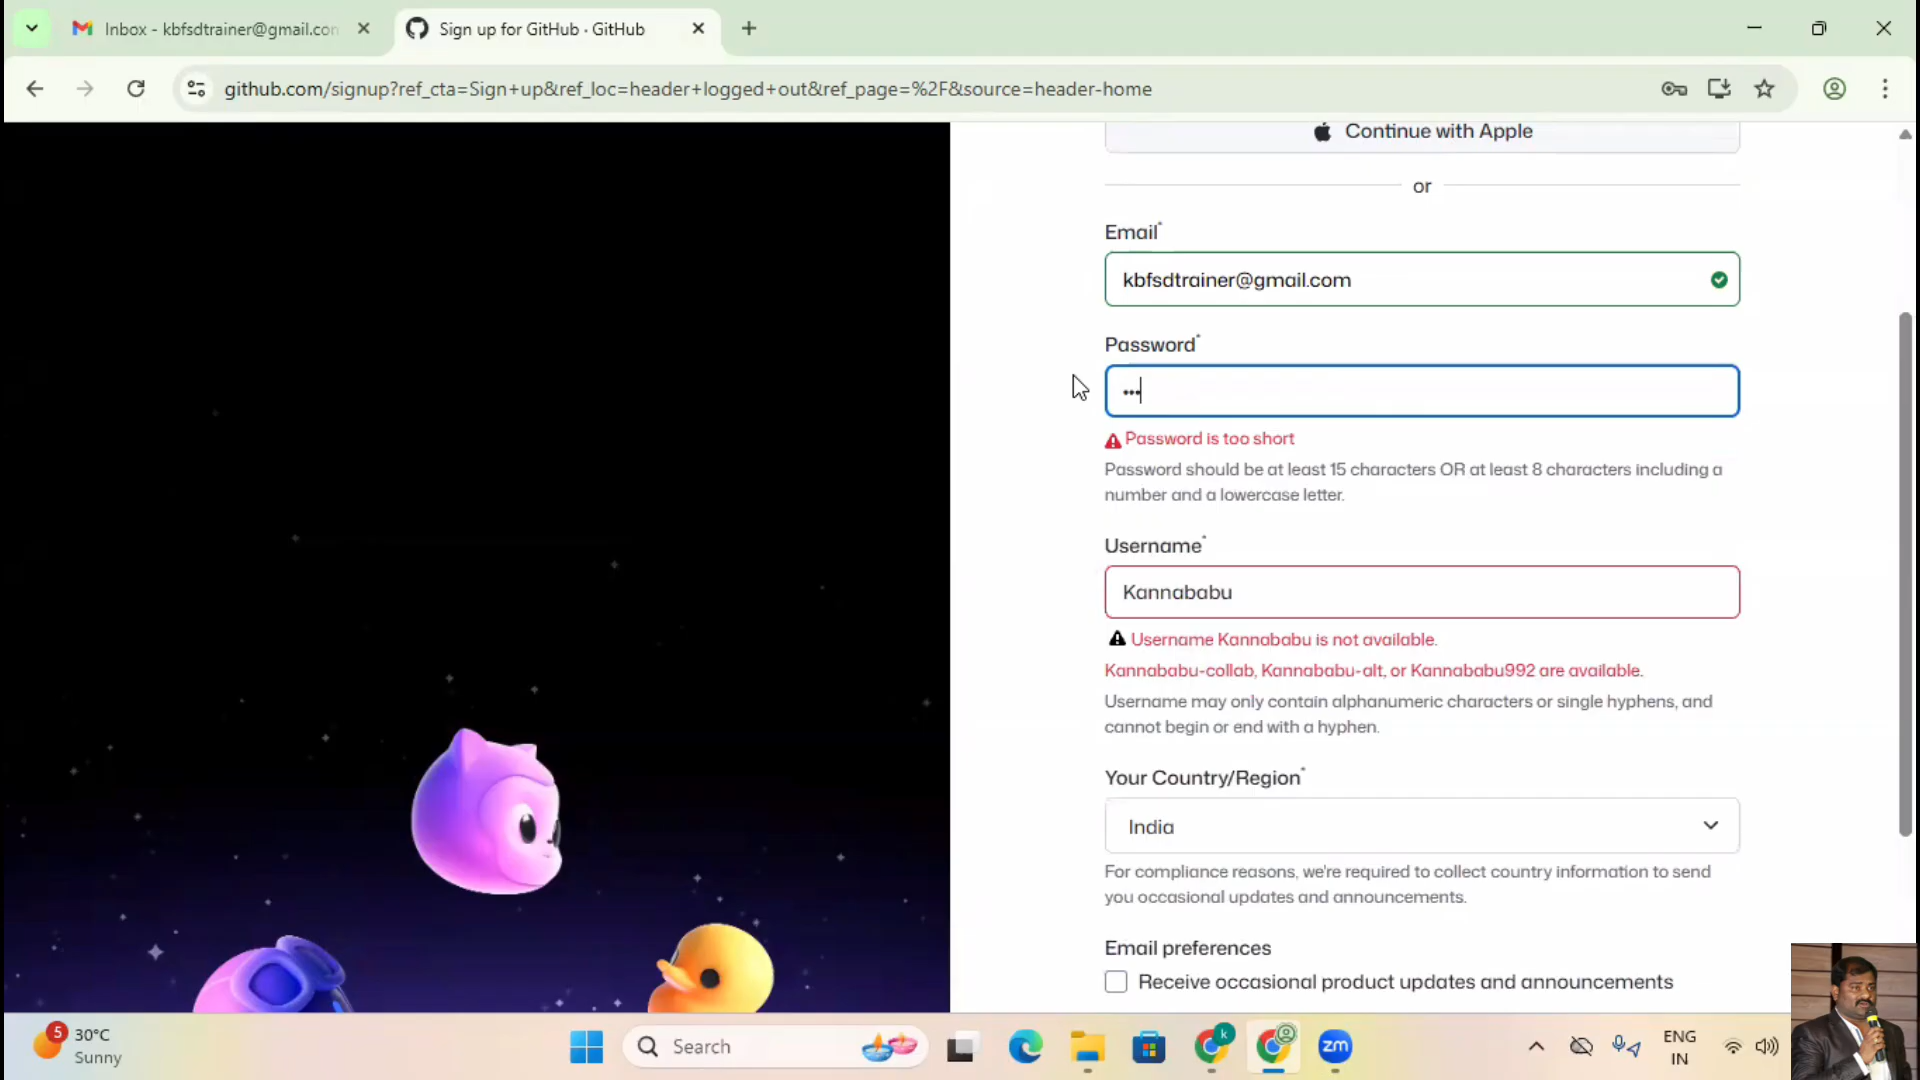 Inbox - kbfsdtrainer@gmail.con
Sign up for GitHub · GitHub
github.com/signup?ref_cta=Sign+up&ref_loc=header+logged+out&ref_page=%2F&source=header-home
Continue with Apple
or
Email*
kbfsdtrainer@gmail.com
Password*
•••
Password is too short
Password should be at least 15 characters OR at least 8 characters including a
number and a lowercase letter.
Username*
Kannababu
Username Kannababu is not available.
Kannababu-collab, Kannababu-alt, or Kannababu992 are available.
Username may only contain alphanumeric characters or single hyphens, and
cannot begin or end with a hyphen.
Your Country/Region*
India
For compliance reasons, we're required to collect country information to send
you occasional updates and announcements.
Email preferences
Receive occasional product updates and announcements
5
30°C
Sunny
Search
k
zm
ENG
IN